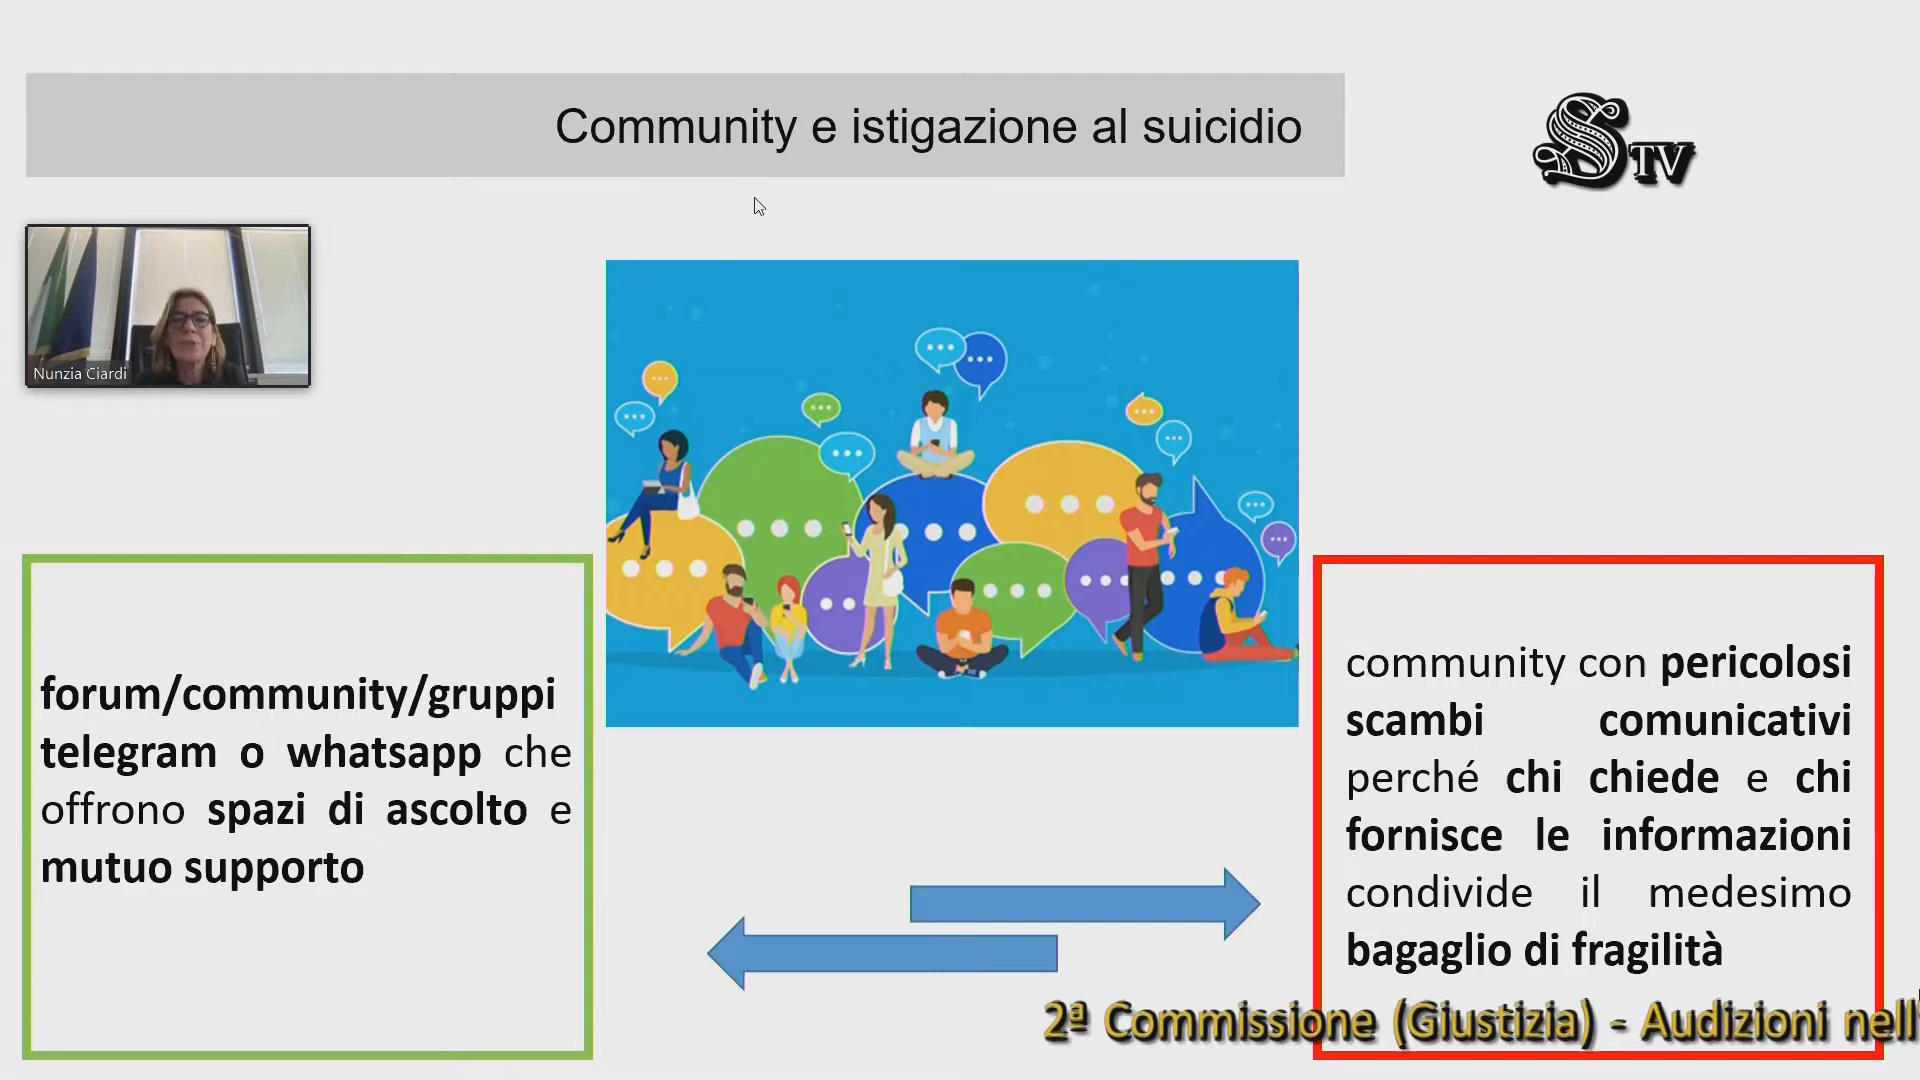 Community e istigazione al suicidio
STV
Nunzia Ciardi
forum/community/gruppi
telegram o whatsapp che
offrono spazi di ascolto e
mutuo supporto
community con pericolosi
scambi comunicativi
perché chi chiede e chi
fornisce le informazioni
condivide il medesimo
bagaglio di fragilità
2ª Commissione (Giustizia) - Audizioni nell'